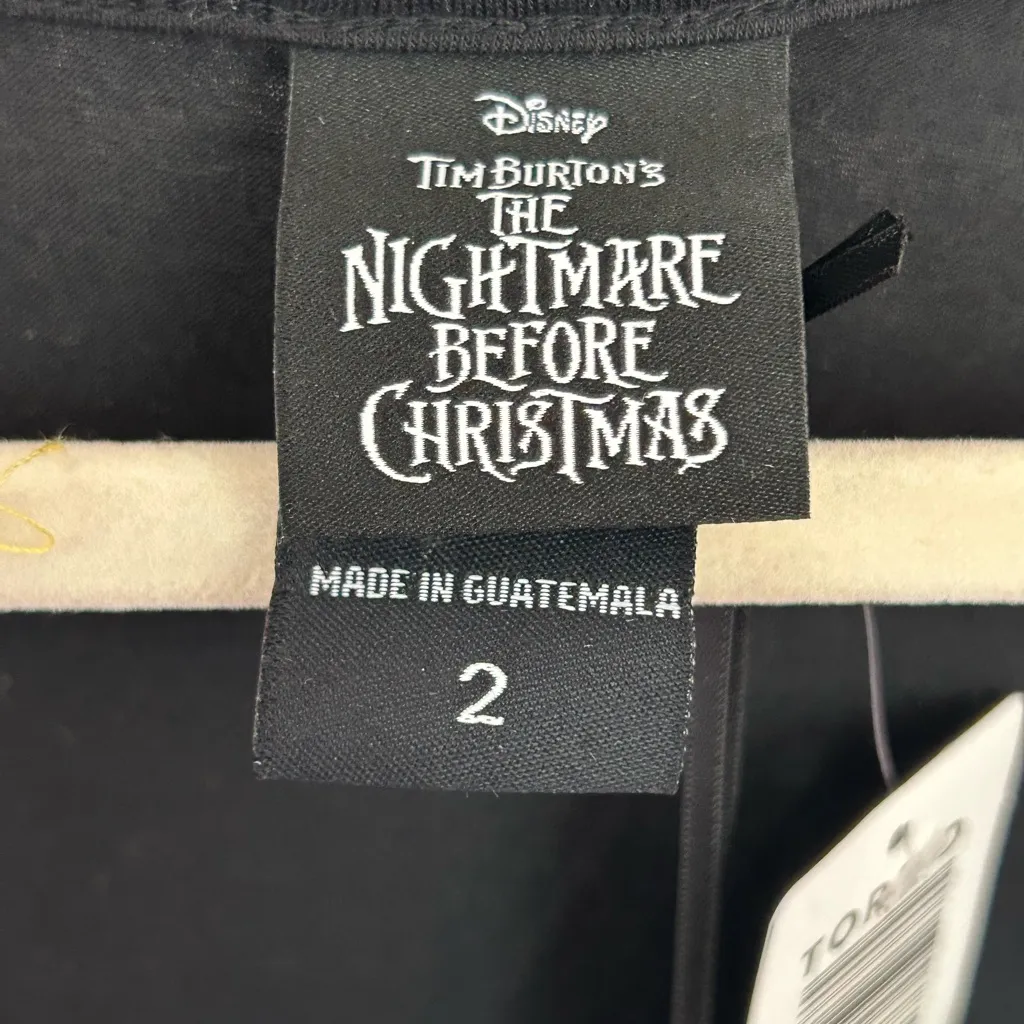 Disney
TIM BURTON'S
THE
NIGHTMARE
BEFORE
CHRISTMAS
MADE IN GUATEMALA
2